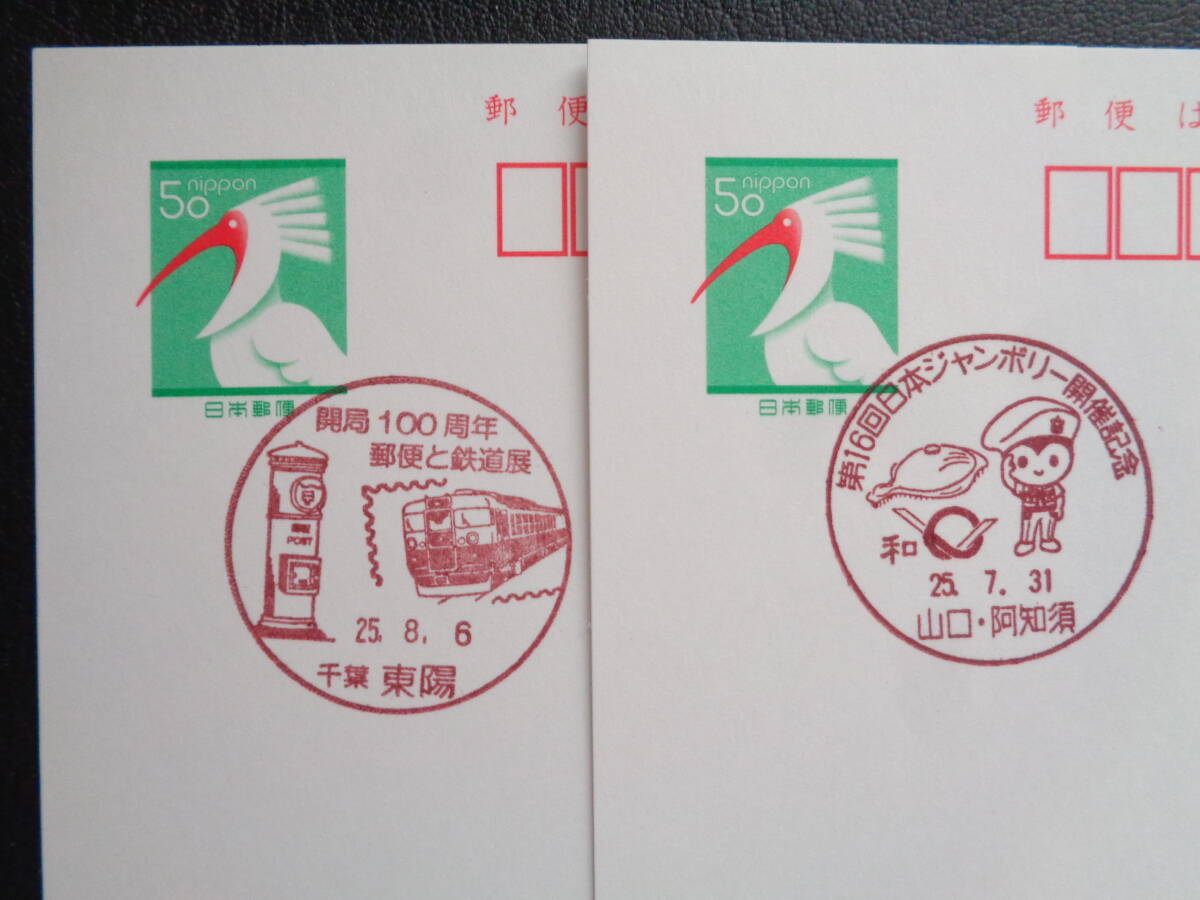 郵便
50 nippon
日本郵便
開局100周年
郵便と鉄道展
POST
25. 8. 6
千葉 東陽
郵便は
50 nippon
日本郵便
第16回日本ジャンボリー開催記念
和
25. 7. 31
山口・阿知須